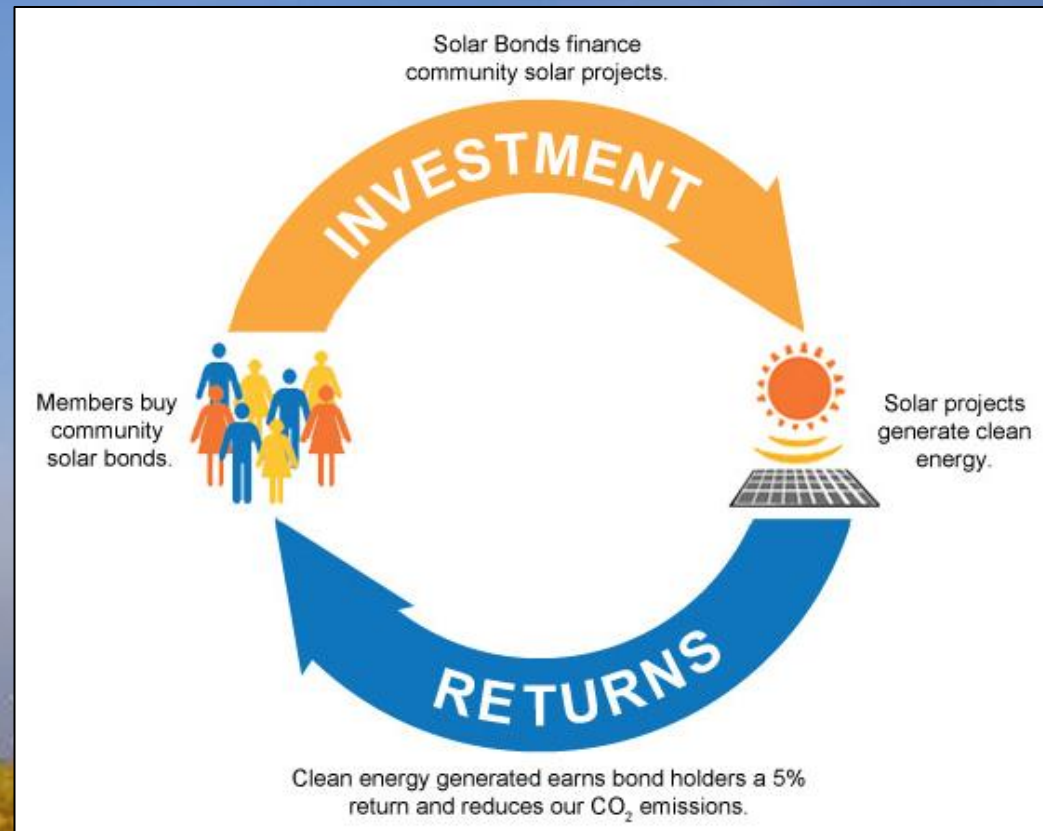 Solar Bonds finance
community solar projects.
INVESTMENT
Members buy
community
solar bonds.
Solar projects
generate clean
energy.
RETURNS
Clean energy generated earns bond holders a 5%
return and reduces our CO₂ emissions.